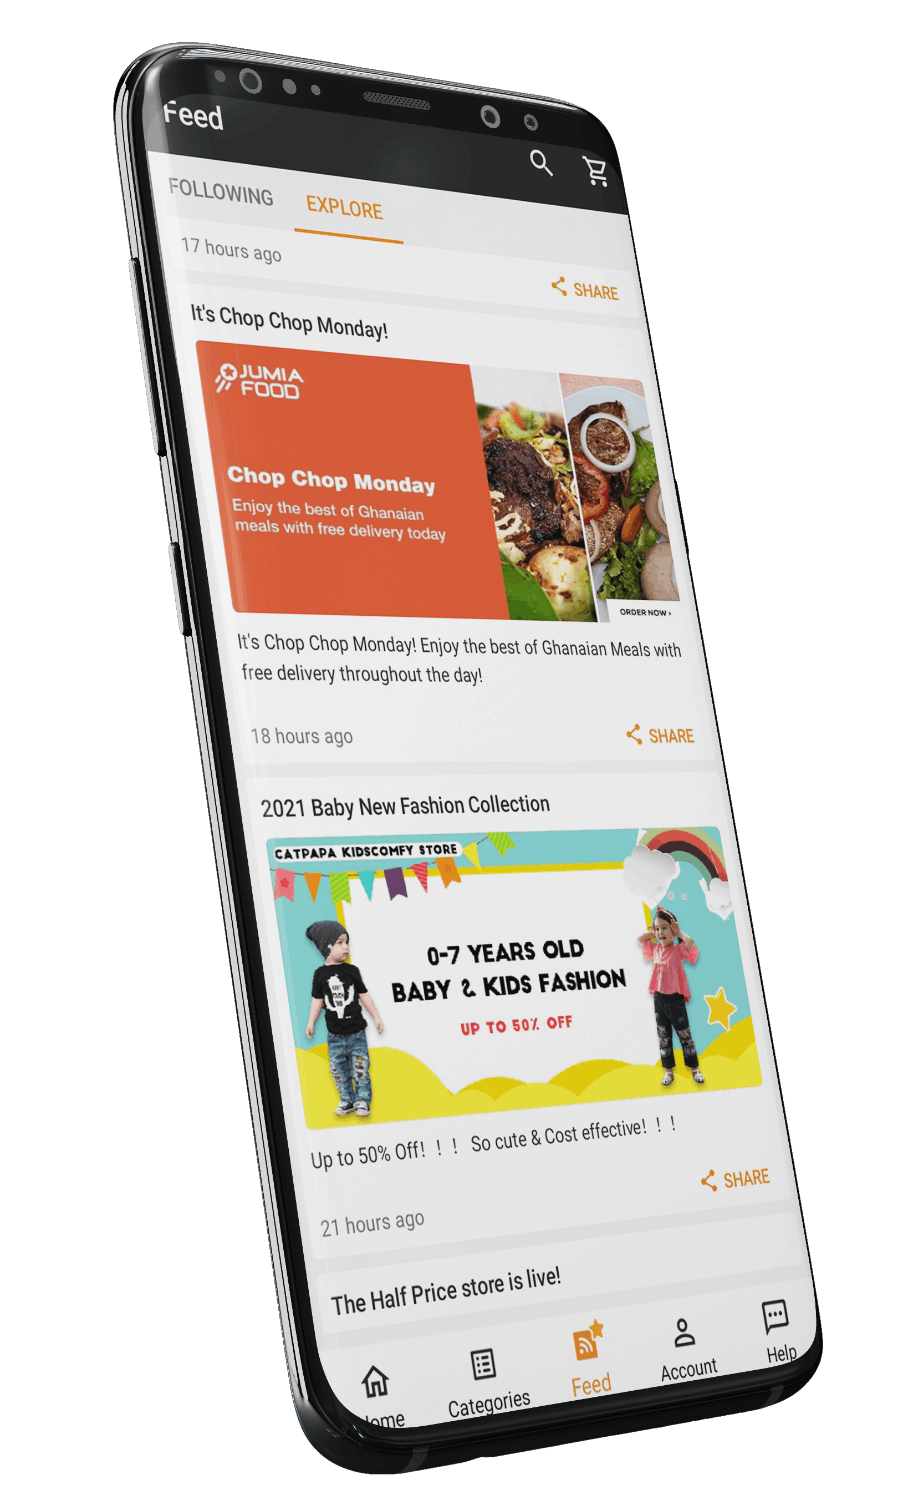 Feed
FOLLOWING
EXPLORE
17 hours ago
SHARE
It's Chop Chop Monday!
JUMIA
FOOD
Chop Chop Monday
Enjoy the best of Ghanaian
meals with free delivery today
ORDER NOW ›
It's Chop Chop Monday! Enjoy the best of Ghanaian Meals with
free delivery throughout the day!
18 hours ago
SHARE
2021 Baby New Fashion Collection
CATPAPA KIDSCOMFY STORE
0-7 YEARS OLD
BABY & KIDS FASHION
UP TO 50% OFF
Up to 50% Off！！！ So cute & Cost effective！！！
SHARE
21 hours ago
The Half Price store is live!
Home
Categories
Feed
Account
Help